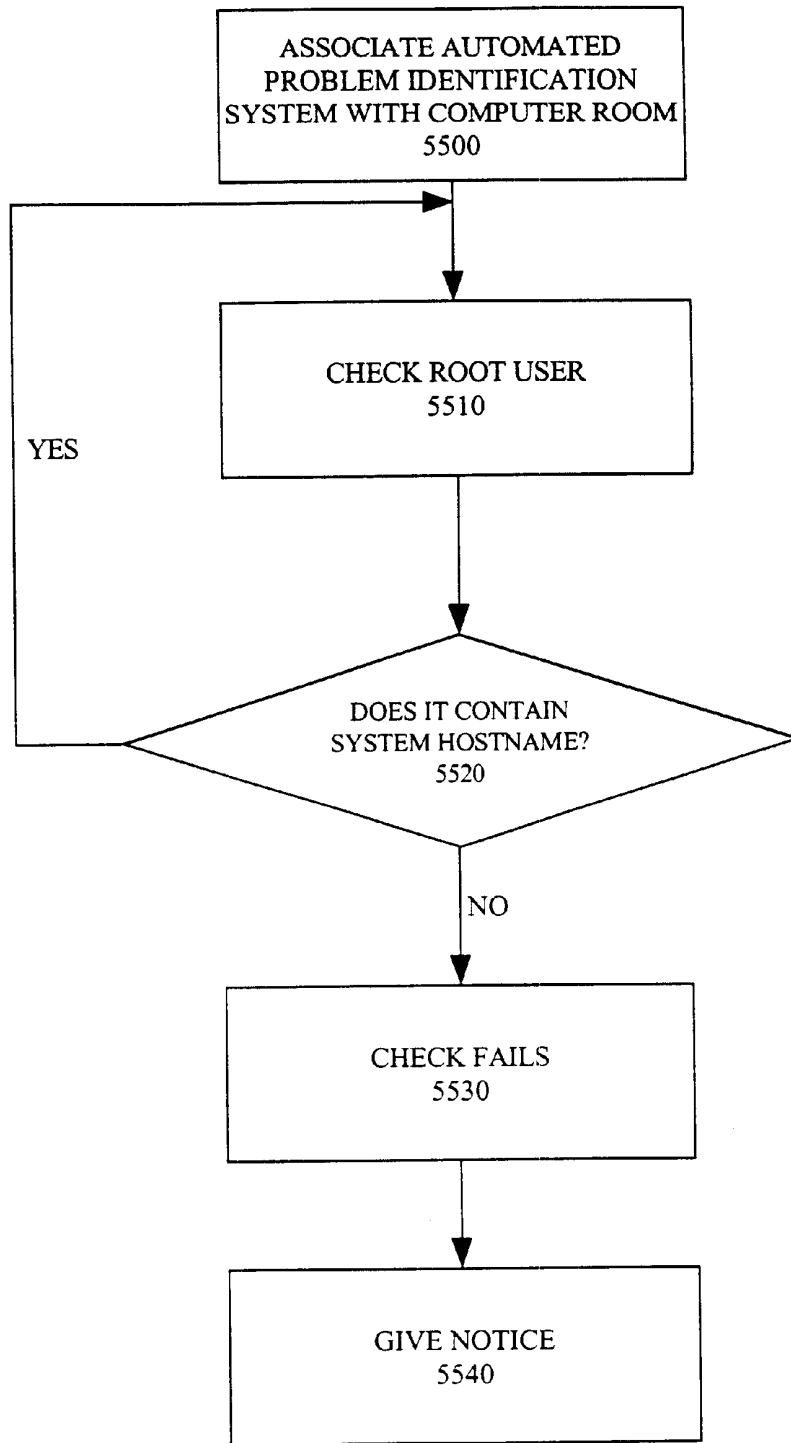 ASSOCIATE AUTOMATED
PROBLEM IDENTIFICATION
SYSTEM WITH COMPUTER ROOM
5500
CHECK ROOT USER
5510
YES
DOES IT CONTAIN
SYSTEM HOSTNAME?
5520
NO
CHECK FAILS
5530
GIVE NOTICE
5540